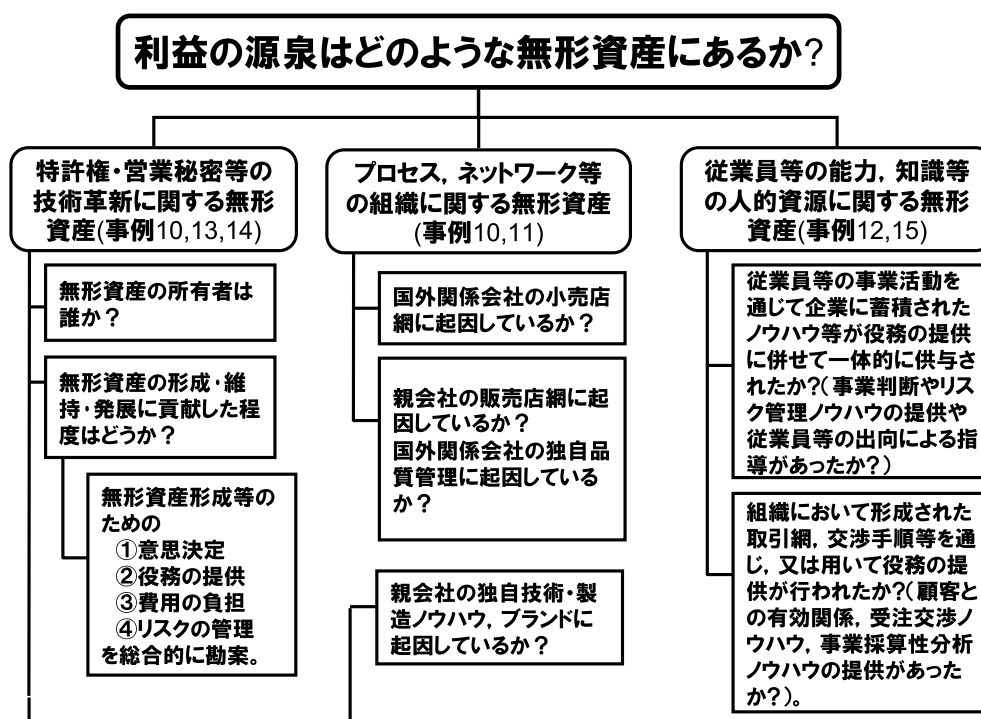 利益の源泉はどのような無形資産にあるか?
特許権・営業秘密等の
技術革新に関する無形
資産(事例10,13,14)
無形資産の所有者は
誰か？
無形資産の形成・維
持・発展に貢献した程
度はどうか？
無形資産形成等の
ための
①意思決定
②役務の提供
③費用の負担
④リスクの管理
を総合的に勘案。
プロセス，ネットワーク等
の組織に関する無形資産
(事例10,11)
国外関係会社の小売店
網に起因しているか？
親会社の販売店網に起
因しているか？
国外関係会社の独自品
質管理に起因している
か？
親会社の独自技術・製
造ノウハウ，ブランドに
起因しているか？
従業員等の能力，知識等
の人的資源に関する無形
資産(事例12,15)
従業員等の事業活動を
通じて企業に蓄積された
ノウハウ等が役務の提供
に併せて一体的に供与さ
れたか?(事業判断やリス
ク管理ノウハウの提供や
従業員等の出向による指
導があったか？)
組織において形成された
取引網，交渉手順等を通
じ，又は用いて役務の提
供が行われたか?(顧客と
の有効関係，受注交渉ノ
ウハウ，事業採算性分析
ノウハウの提供があった
か？)。